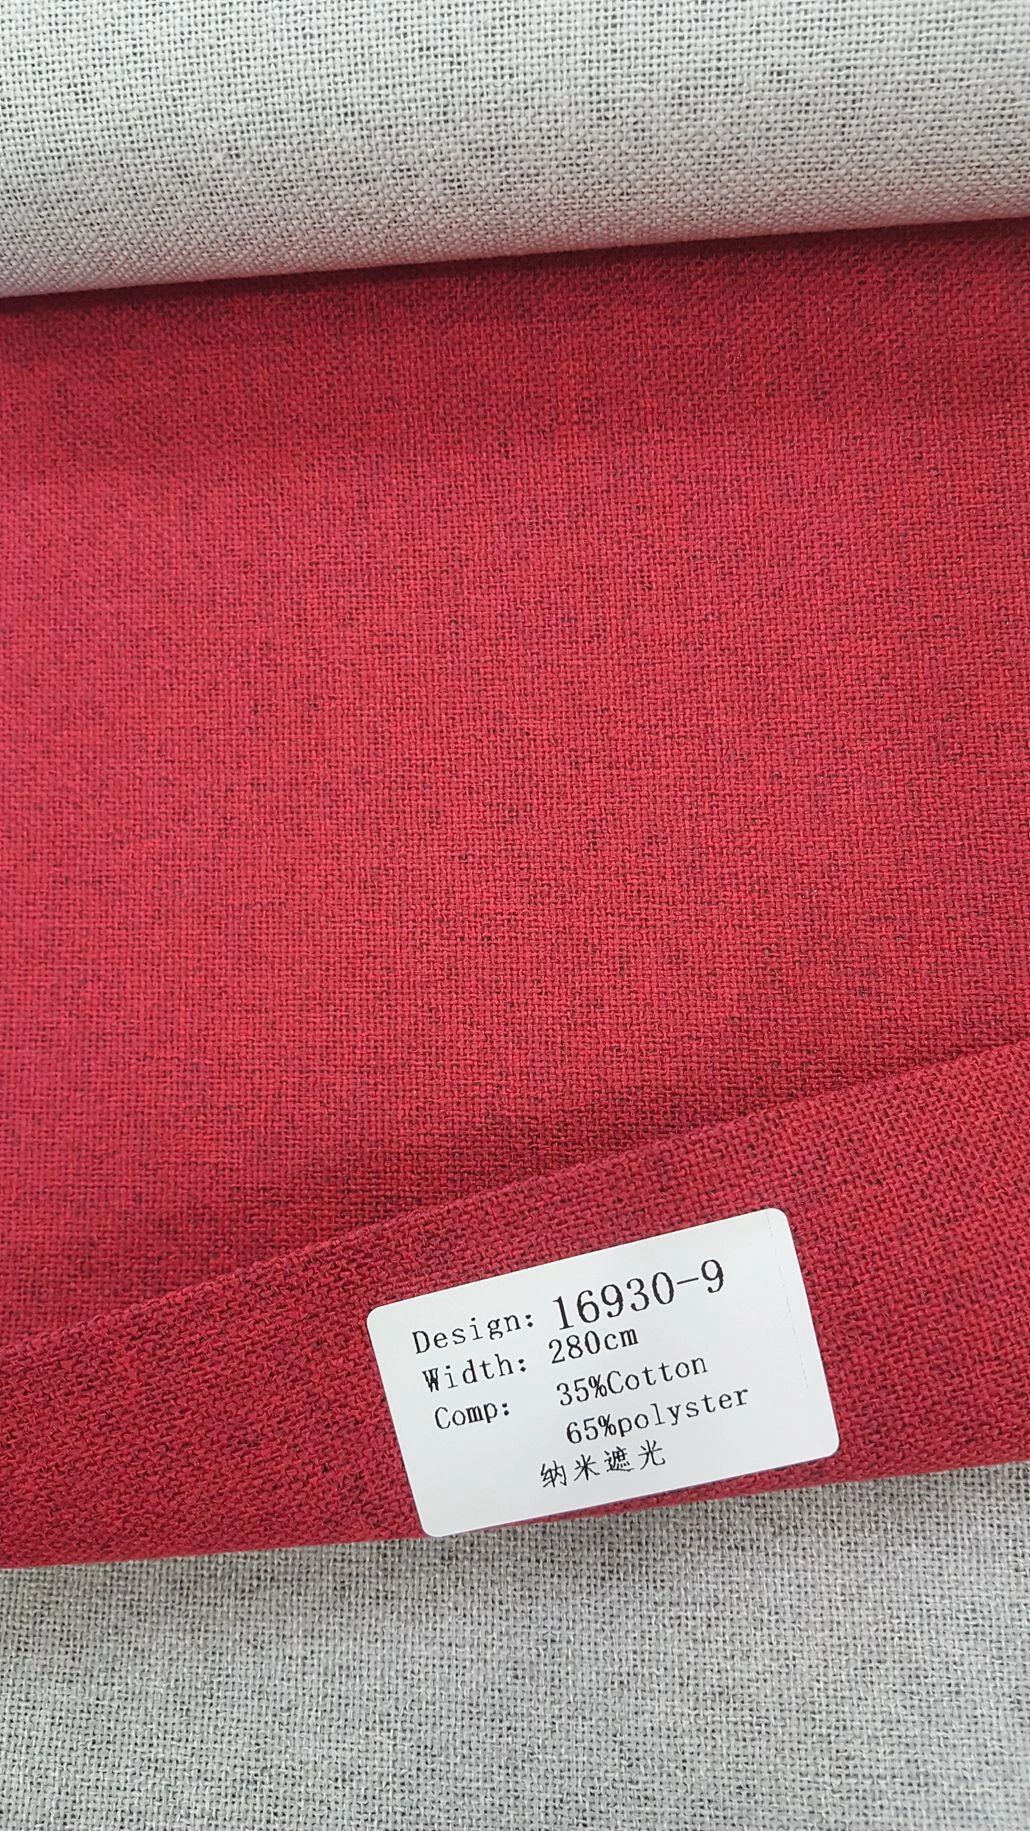 Design: 16930-9
Width: 280cm
Comp: 35%Cotton
65%polyster
纳米遮光